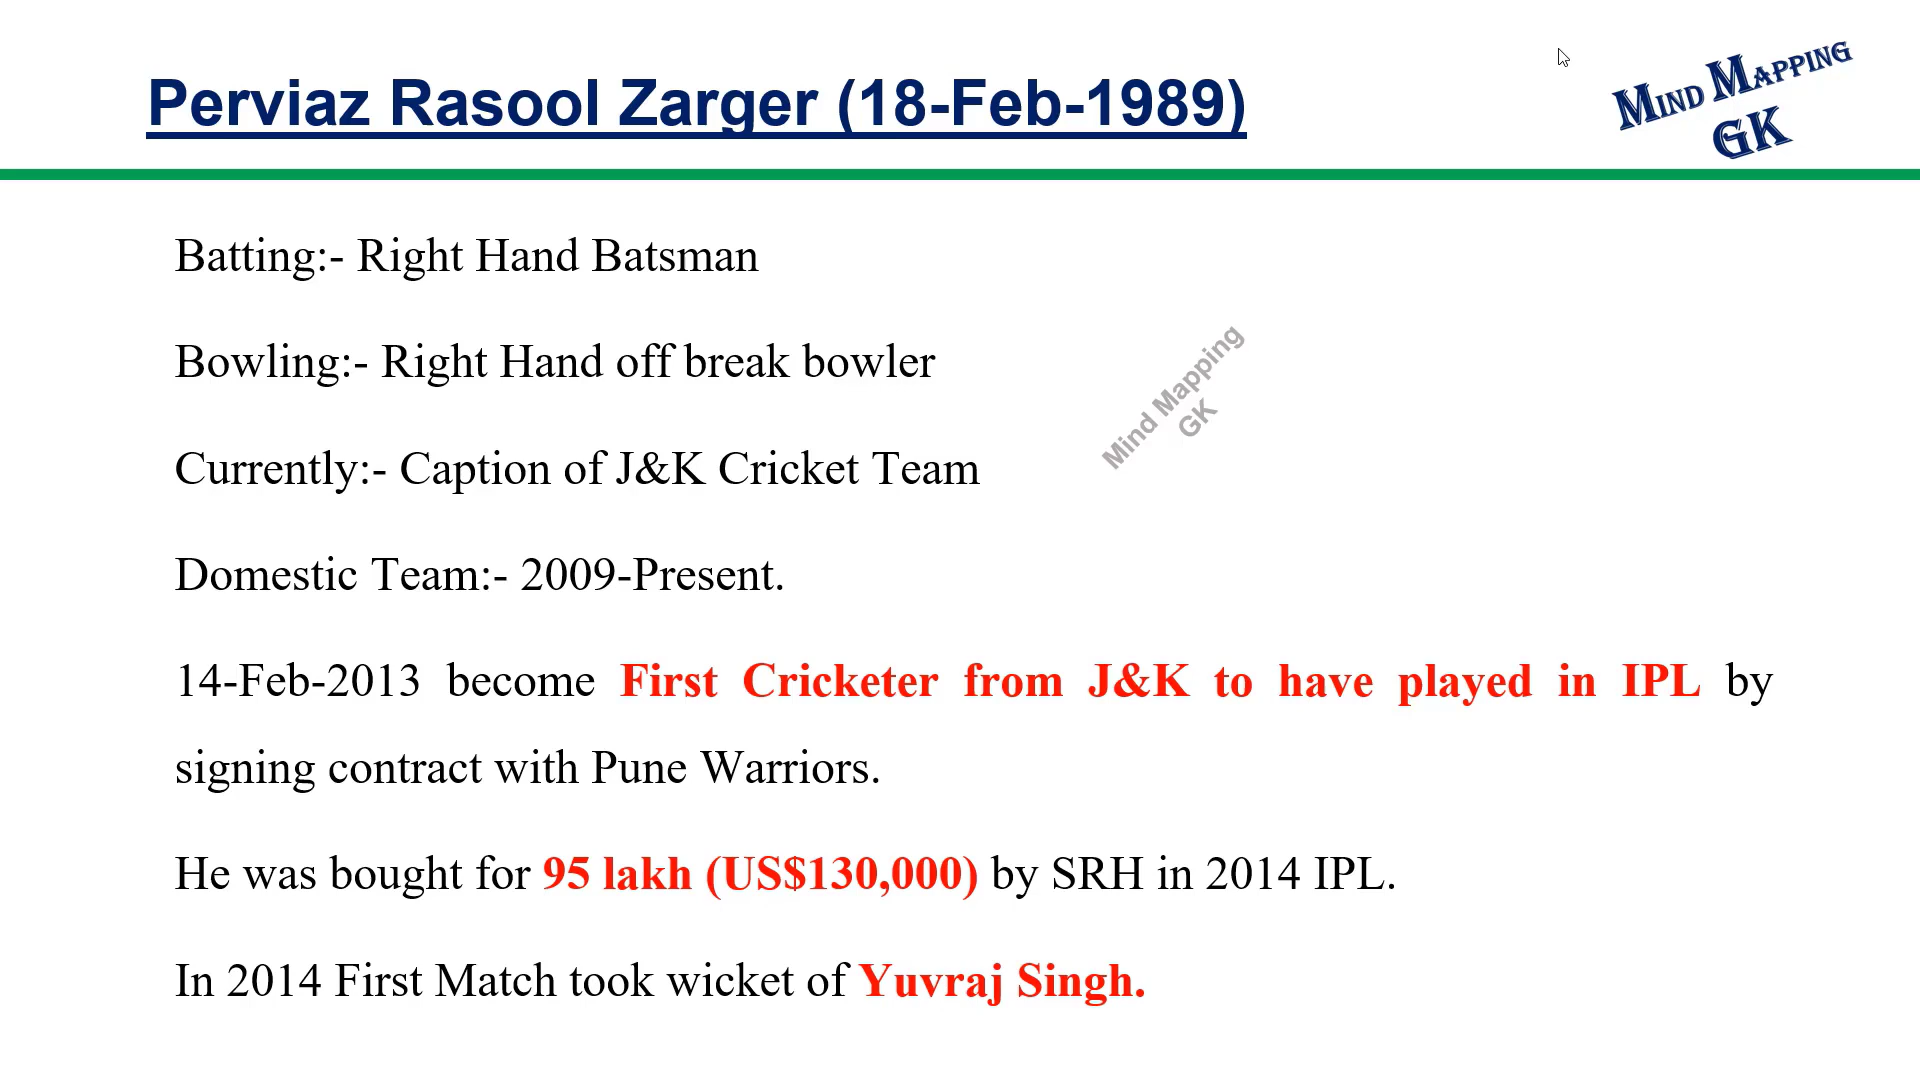 Perviaz Rasool Zarger (18-Feb-1989)
MIND MAPPING
GK
Batting:- Right Hand Batsman
Bowling:- Right Hand off break bowler
Mind Mapping
GK
Currently:- Caption of J&K Cricket Team
Domestic Team:- 2009-Present.
14-Feb-2013 become First Cricketer from J&K to have played in IPL by
signing contract with Pune Warriors.
He was bought for 95 lakh (US$130,000) by SRH in 2014 IPL.
In 2014 First Match took wicket of Yuvraj Singh.